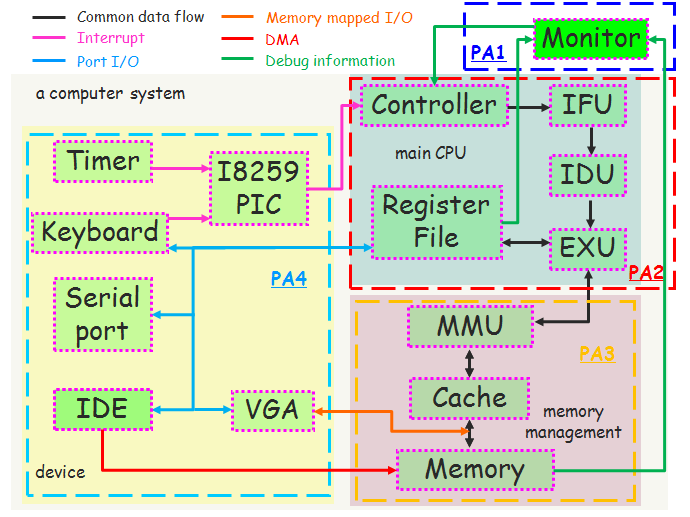 Common data flow
Memory mapped I/O
Interrupt
DMA
Port I/O
Debug information
PA1
Monitor
a computer system
Controller
IFU
main CPU
Timer
I8259
PIC
IDU
Register
File
Keyboard
EXU
PA4
PA2
Serial
port
MMU
PA3
IDE
VGA
Cache
memory
management
device
Memory